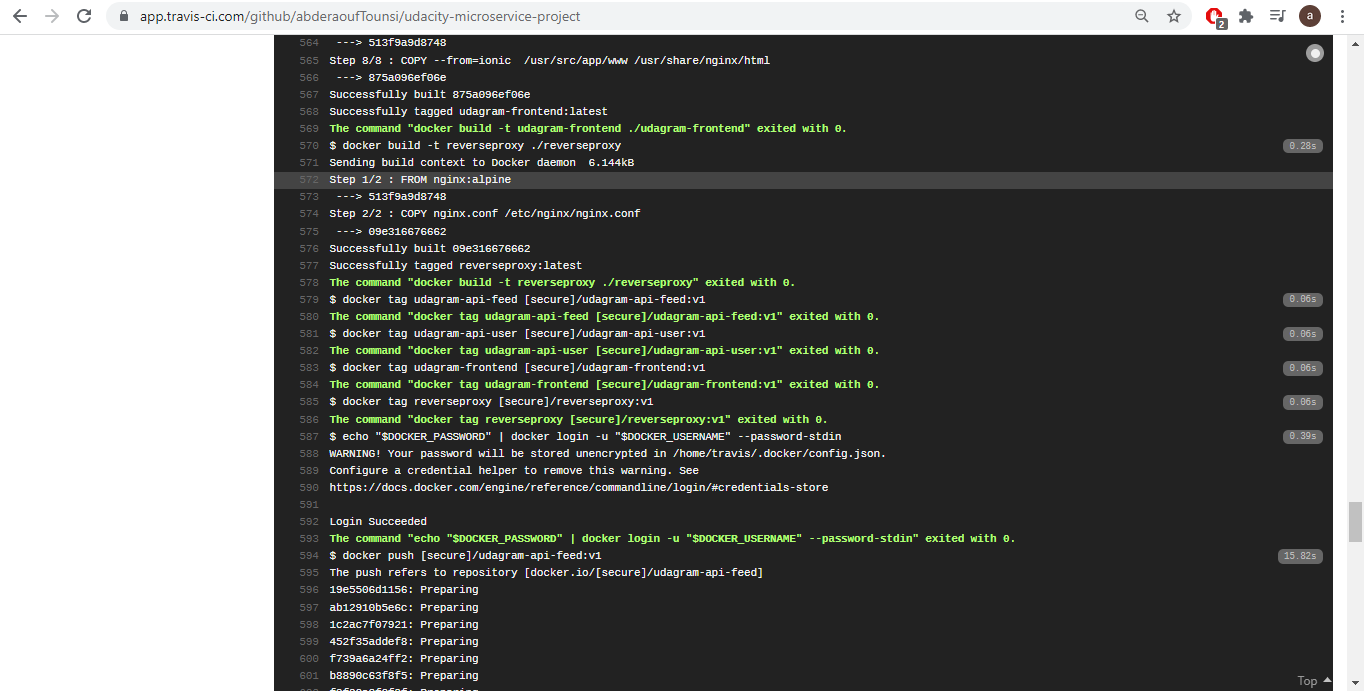 app.travis-ci.com/github/abderaoufTounsi/udacity-microservice-project
2
a
564 ---> 513f9a9d8748
565 Step 8/8 : COPY --from=ionic  /usr/src/app/www /usr/share/nginx/html
566 ---> 875a096ef06e
567 Successfully built 875a096ef06e
568 Successfully tagged udagram-frontend:latest
569 The command "docker build -t udagram-frontend ./udagram-frontend" exited with 0.
570 $ docker build -t reverseproxy ./reverseproxy 0.28s
571 Sending build context to Docker daemon  6.144kB
572 Step 1/2 : FROM nginx:alpine
573 ---> 513f9a9d8748
574 Step 2/2 : COPY nginx.conf /etc/nginx/nginx.conf
575 ---> 09e316676662
576 Successfully built 09e316676662
577 Successfully tagged reverseproxy:latest
578 The command "docker build -t reverseproxy ./reverseproxy" exited with 0.
579 $ docker tag udagram-api-feed [secure]/udagram-api-feed:v1 0.06s
580 The command "docker tag udagram-api-feed [secure]/udagram-api-feed:v1" exited with 0.
581 $ docker tag udagram-api-user [secure]/udagram-api-user:v1 0.06s
582 The command "docker tag udagram-api-user [secure]/udagram-api-user:v1" exited with 0.
583 $ docker tag udagram-frontend [secure]/udagram-frontend:v1 0.06s
584 The command "docker tag udagram-frontend [secure]/udagram-frontend:v1" exited with 0.
585 $ docker tag reverseproxy [secure]/reverseproxy:v1 0.06s
586 The command "docker tag reverseproxy [secure]/reverseproxy:v1" exited with 0.
587 $ echo "$DOCKER_PASSWORD" | docker login -u "$DOCKER_USERNAME" --password-stdin 0.39s
588 WARNING! Your password will be stored unencrypted in /home/travis/.docker/config.json.
589 Configure a credential helper to remove this warning. See
590 https://docs.docker.com/engine/reference/commandline/login/#credentials-store
591
592 Login Succeeded
593 The command "echo "$DOCKER_PASSWORD" | docker login -u "$DOCKER_USERNAME" --password-stdin" exited with 0.
594 $ docker push [secure]/udagram-api-feed:v1 15.82s
595 The push refers to repository [docker.io/[secure]/udagram-api-feed]
596 19e5506d1156: Preparing
597 ab12910b5e6c: Preparing
598 1c2ac7f07921: Preparing
599 452f35addef8: Preparing
600 f739a6a24ff2: Preparing
601 b8890c63f8f5: Preparing
Top